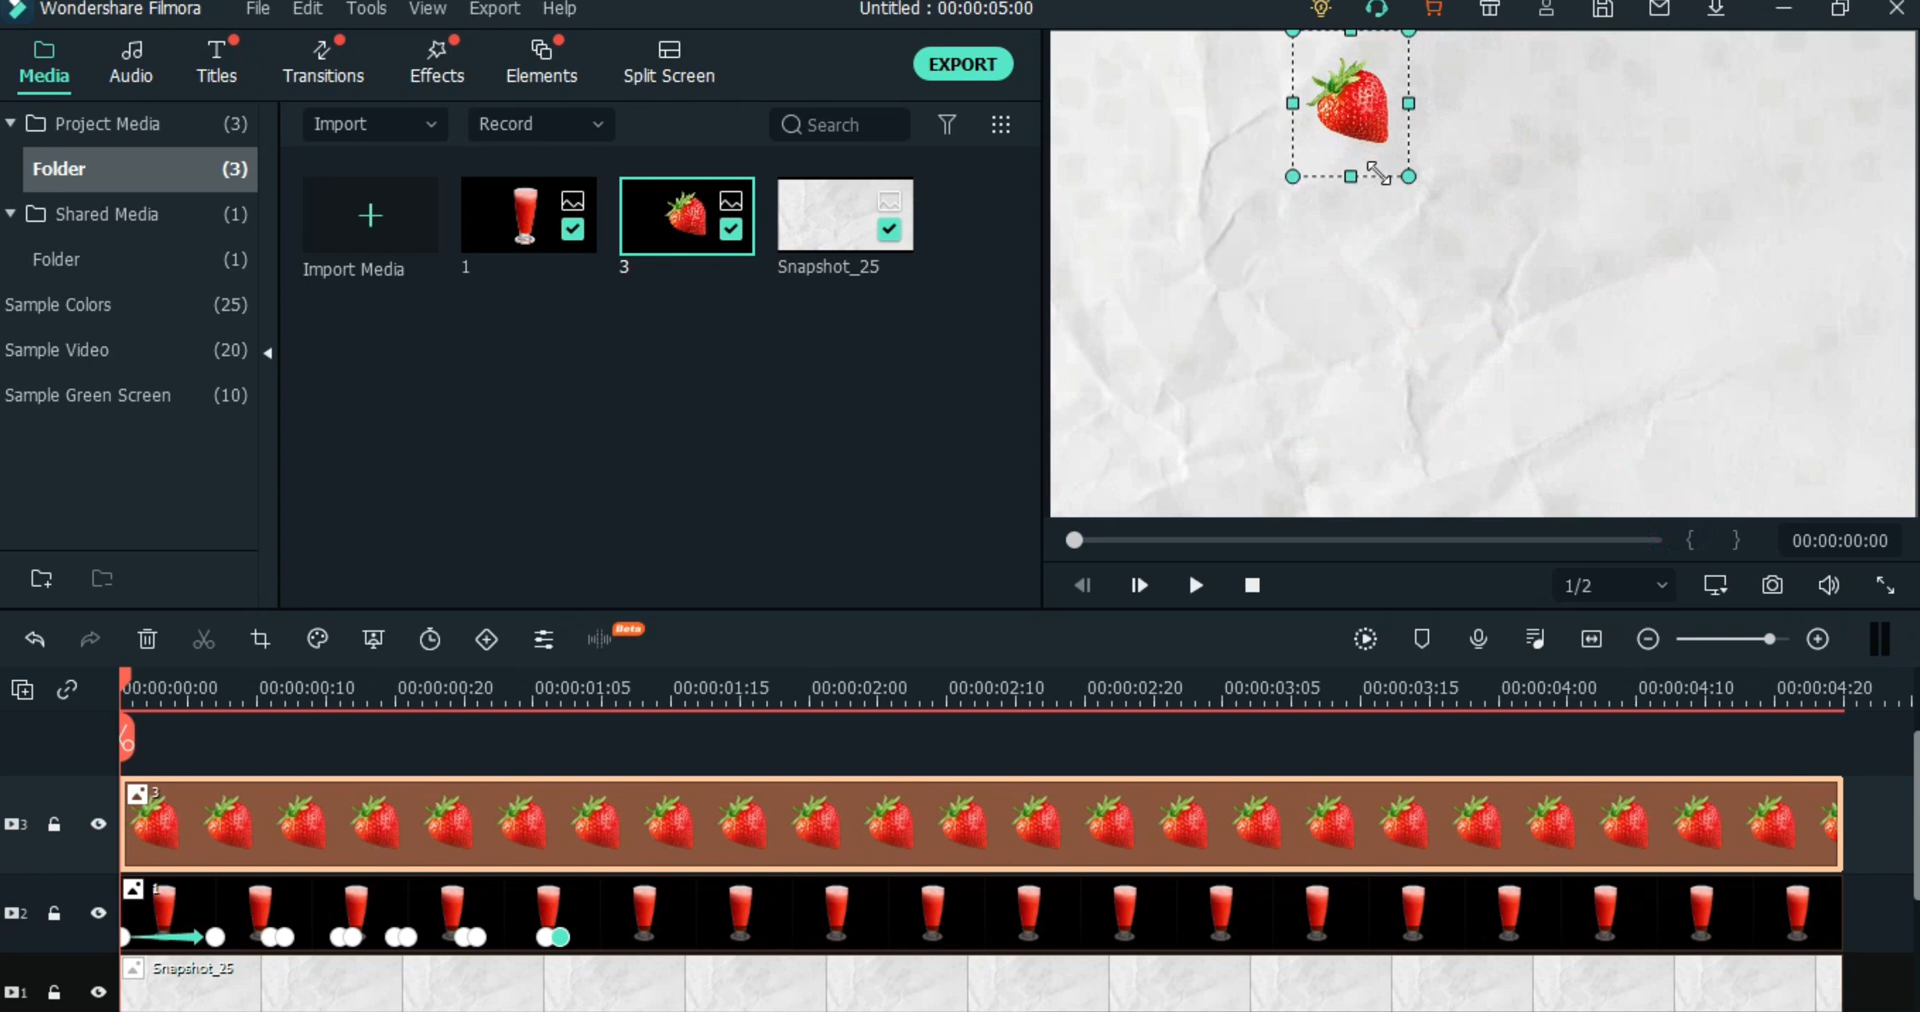 Wondershare Filmora File Edit Tools View Export Help Untitled : 00:00:05:00
Media Audio Titles Transitions Effects Elements Split Screen EXPORT
Project Media (3)
Folder (3)
Shared Media (1)
Folder (1)
Sample Colors (25)
Sample Video (20)
Sample Green Screen (10)
Import Record Search
Import Media 1 3 Snapshot_25
{ } 00:00:00:00
1/2
Beta
00:00:00:00 00:00:00:10 00:00:00:20 00:00:01:05 00:00:01:15 00:00:02:00 00:00:02:10 00:00:02:20 00:00:03:05 00:00:03:15 00:00:04:00 00:00:04:10 00:00:04:20
3 3
2 1
1 Snapshot_25